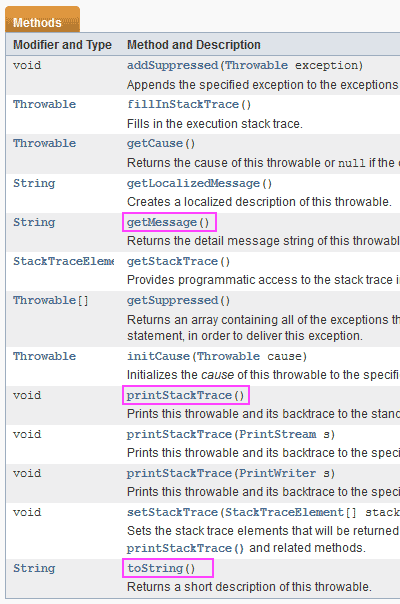 Methods
Modifier and Type Method and Description
void addSuppressed(Throwable exception)
Appends the specified exception to the exceptions
Throwable fillInStackTrace()
Fills in the execution stack trace.
Throwable getCause()
Returns the cause of this throwable or null if the
String getLocalizedMessage()
Creates a localized description of this throwable.
String getMessage()
Returns the detail message string of this
StackTraceEleme getStackTrace()
Provides programmatic access to the stack trace
Throwable[] getSuppressed()
Returns an array containing all of the exceptions
statement, in order to deliver this exception.
Throwable initCause(Throwable cause)
Initializes the cause of this throwable to the
void printStackTrace()
Prints this throwable and its backtrace to the
void printStackTrace(PrintStream s)
Prints this throwable and its backtrace to the
void printStackTrace(PrintWriter s)
Prints this throwable and its backtrace to the
void setStackTrace(StackTraceElement[] stack
Sets the stack trace elements that will be returned
printStackTrace() and related methods.
String toString()
Returns a short description of this throwable.